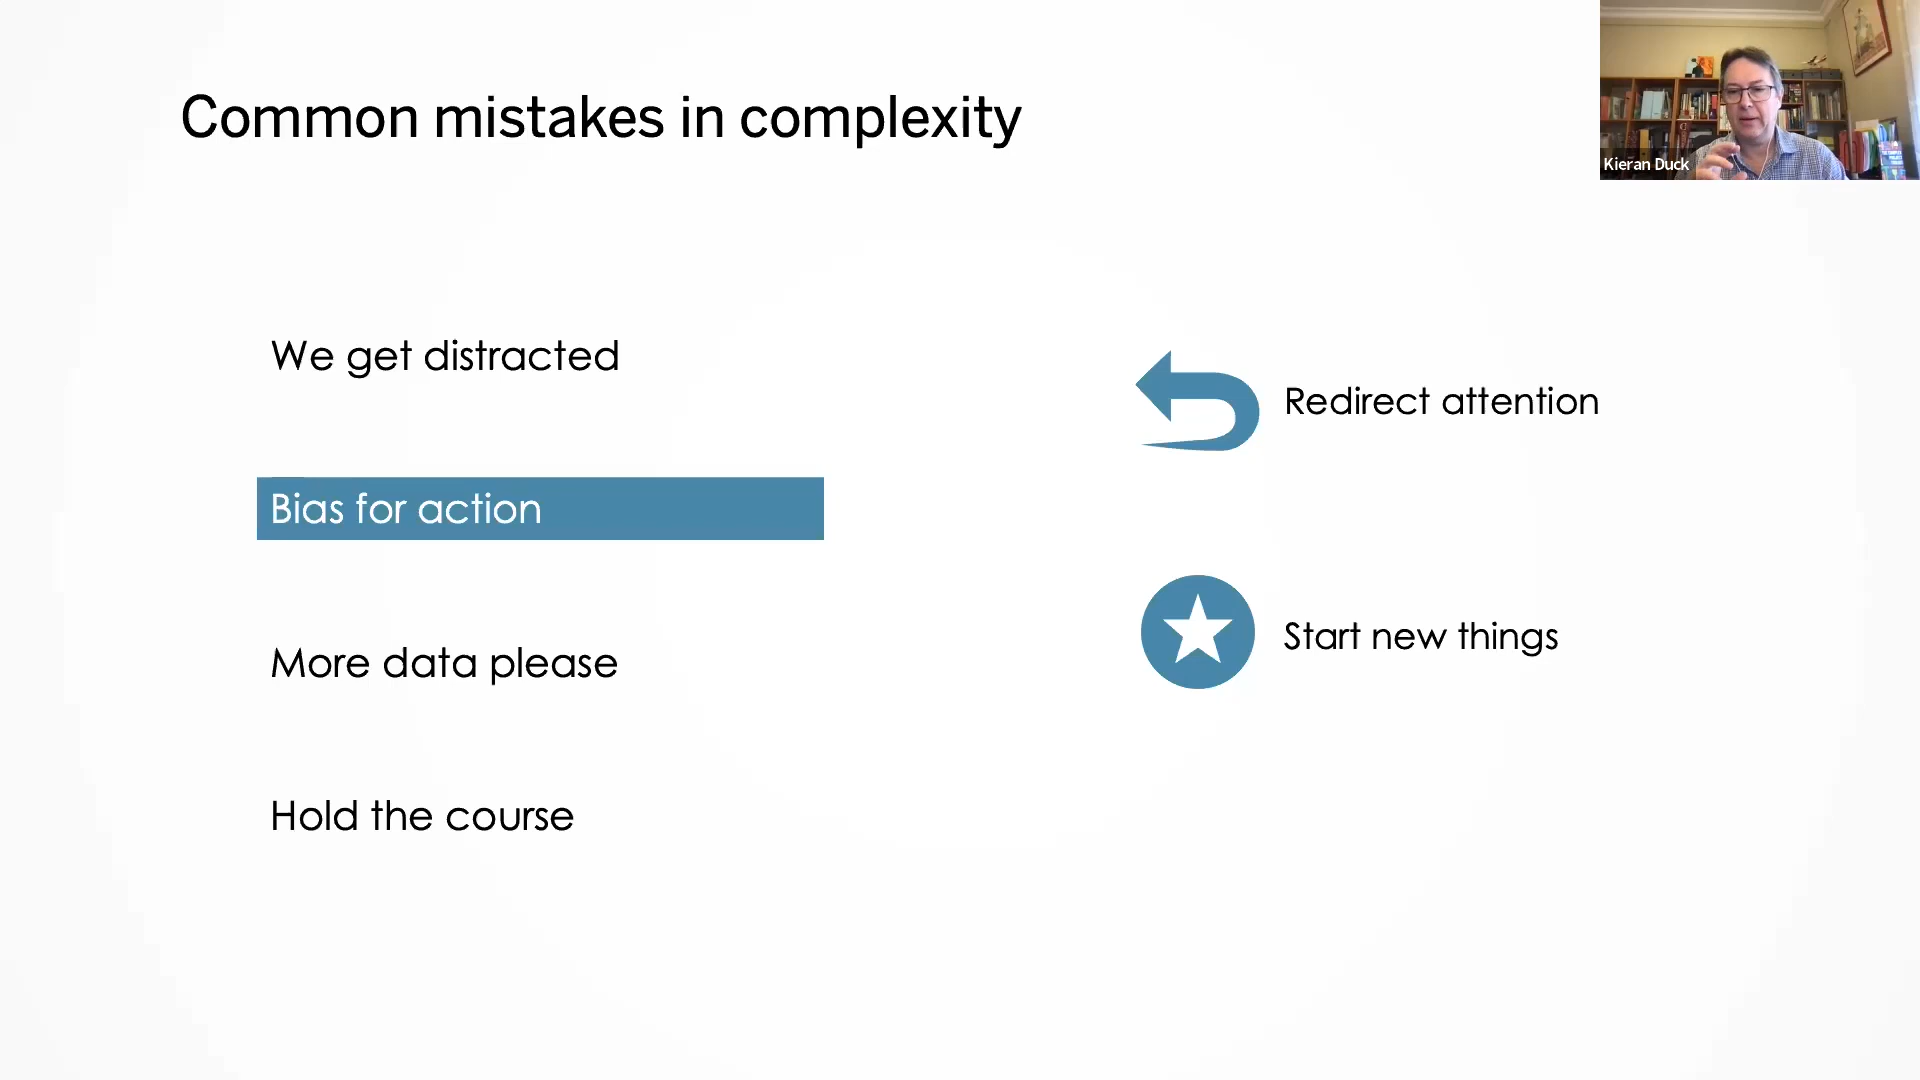 Common mistakes in complexity
Kieran Duck
We get distracted
Bias for action
More data please
Hold the course
Redirect attention
Start new things